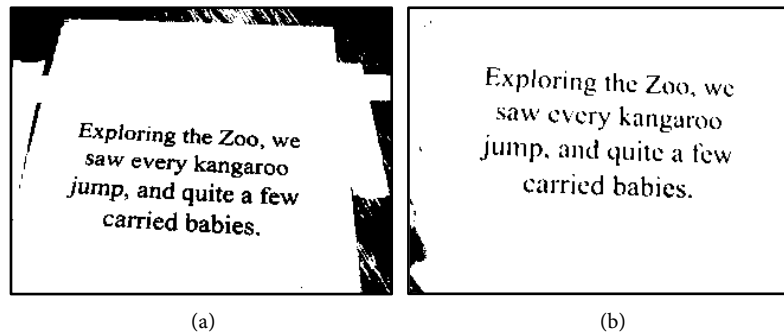 Exploring the Zoo, we
saw every kangaroo
jump, and quite a few
carried babies.
(a)
Exploring the Zoo, we
saw every kangaroo
jump, and quite a few
carried babies.
(b)